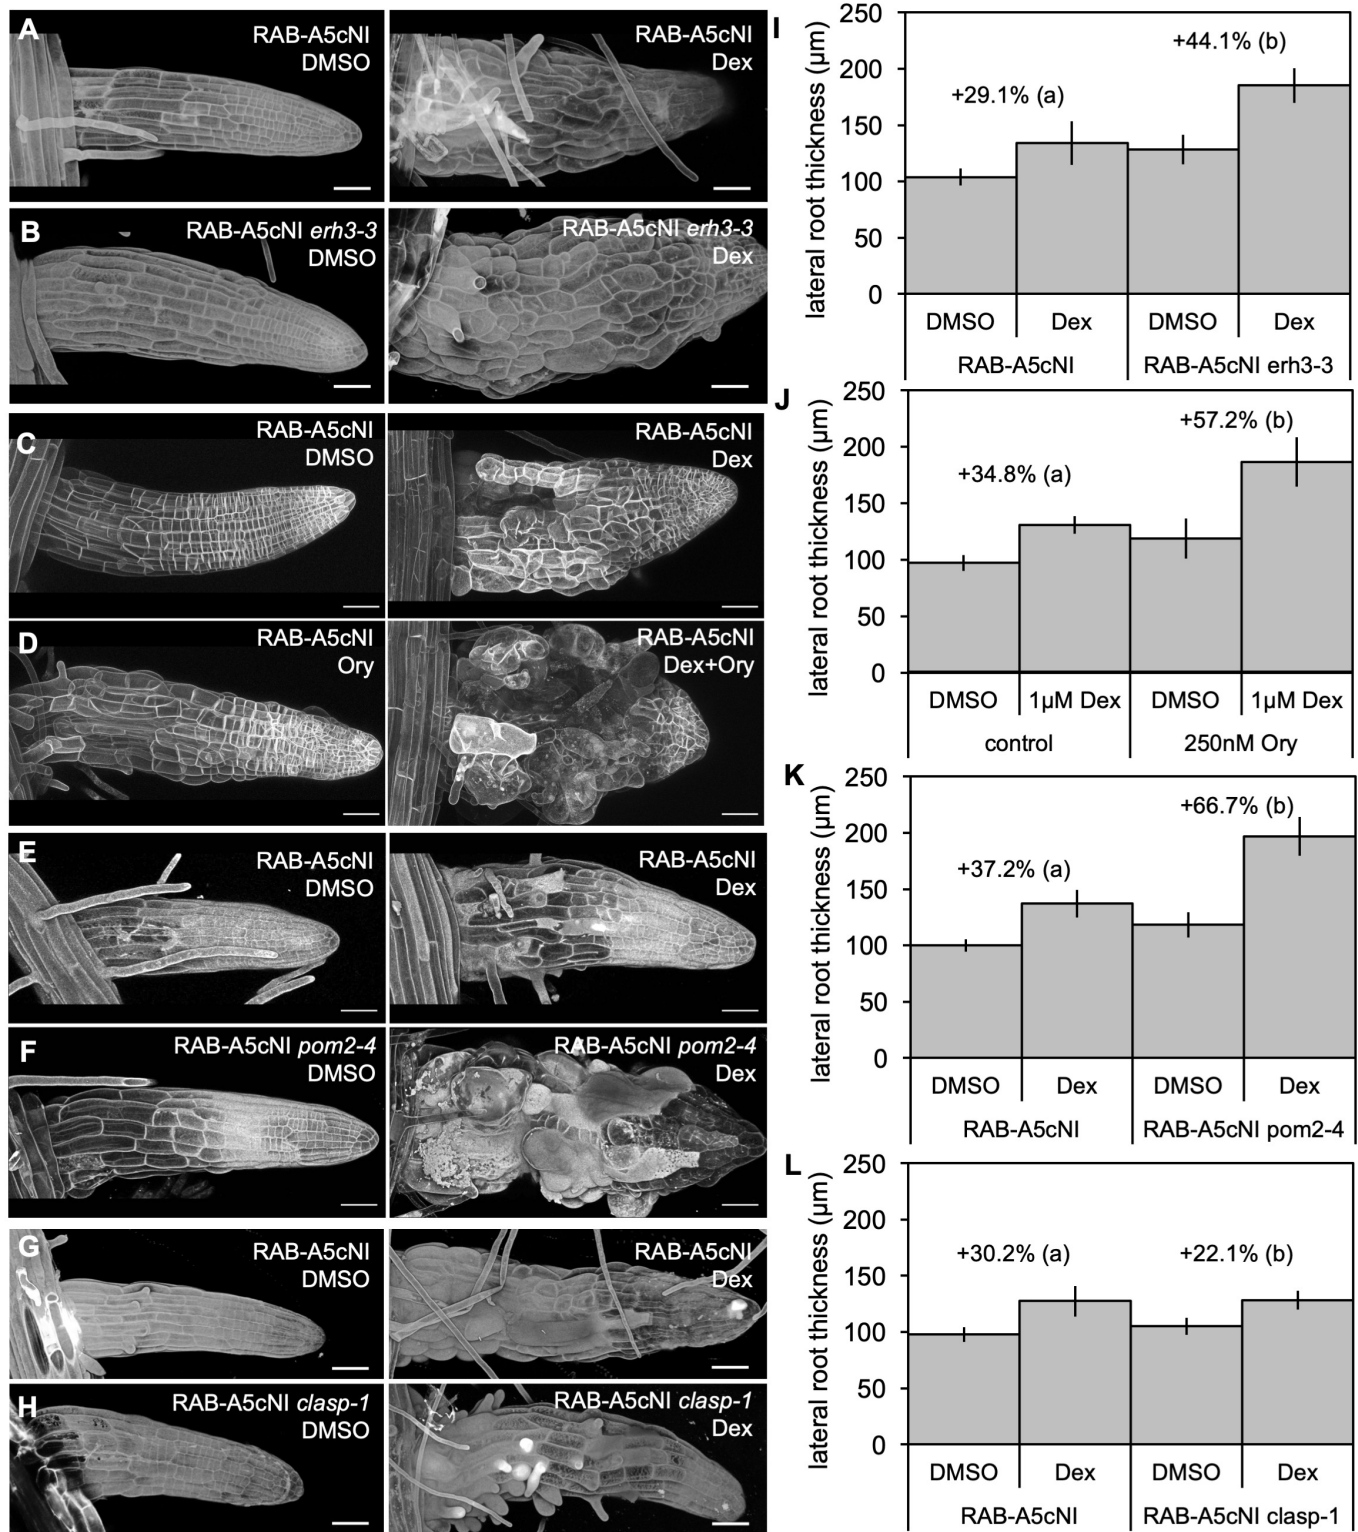 A
RAB-A5cNI
DMSO
RAB-A5cNI
Dex
B
RAB-A5cNI erh3-3
DMSO
RAB-A5cNI erh3-3
Dex
C
RAB-A5cNI
DMSO
RAB-A5cNI
Dex
D
RAB-A5cNI
Ory
RAB-A5cNI
Dex+Ory
E
RAB-A5cNI
DMSO
RAB-A5cNI
Dex
F
RAB-A5cNI pom2-4
DMSO
RAB-A5cNI pom2-4
Dex
G
RAB-A5cNI
DMSO
RAB-A5cNI
Dex
H
RAB-A5cNI clasp-1
DMSO
RAB-A5cNI clasp-1
Dex
I
lateral root thickness (µm)
250
200
150
100
50
0
+29.1% (a)
+44.1% (b)
DMSO Dex DMSO Dex
RAB-A5cNI RAB-A5cNI erh3-3
J
lateral root thickness (µm)
250
200
150
100
50
0
+34.8% (a)
+57.2% (b)
DMSO 1µM Dex DMSO 1µM Dex
control 250nM Ory
K
lateral root thickness (µm)
250
200
150
100
50
0
+37.2% (a)
+66.7% (b)
DMSO Dex DMSO Dex
RAB-A5cNI RAB-A5cNI pom2-4
L
lateral root thickness (µm)
250
200
150
100
50
0
+30.2% (a)
+22.1% (b)
DMSO Dex DMSO Dex
RAB-A5cNI RAB-A5cNI clasp-1